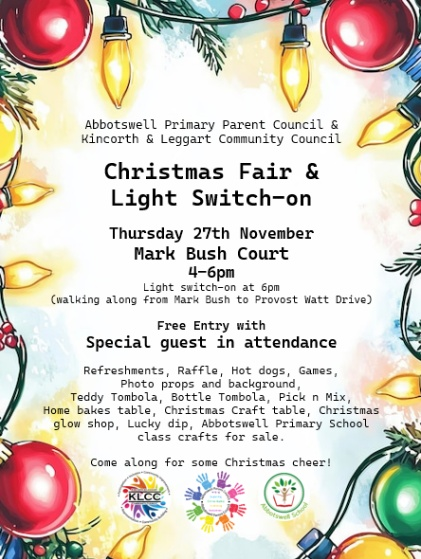 Abbotswell Primary Parent Council &
Kincorth & Leggart Community Council
Christmas Fair &
Light Switch-on
Thursday 27th November
Mark Bush Court
4-6pm
Light switch-on at 6pm
(walking along from Mark Bush to Provost Watt Drive)
Free Entry with
Special guest in attendance
Refreshments, Raffle, Hot dogs, Games,
Photo props and background,
Teddy Tombola, Bottle Tombola, Pick n Mix,
Home bakes table, Christmas Craft table, Christmas
glow shop, Lucky dip, Abbotswell Primary School
class crafts for sale.
Come along for some Christmas cheer!
KLCC
Abbotswell School